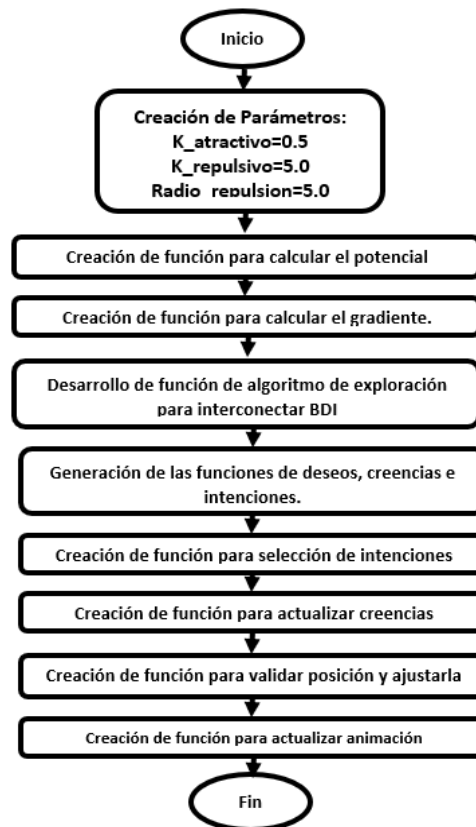 Inicio
Creación de Parámetros:
K_atractivo=0.5
K_repulsivo=5.0
Radio_repulsion=5.0
Creación de función para calcular el potencial
Creación de función para calcular el gradiente.
Desarrollo de función de algoritmo de exploración
para interconectar BDI
Generación de las funciones de deseos, creencias e
intenciones.
Creación de función para selección de intenciones
Creación de función para actualizar creencias
Creación de función para validar posición y ajustarla
Creación de función para actualizar animación
Fin